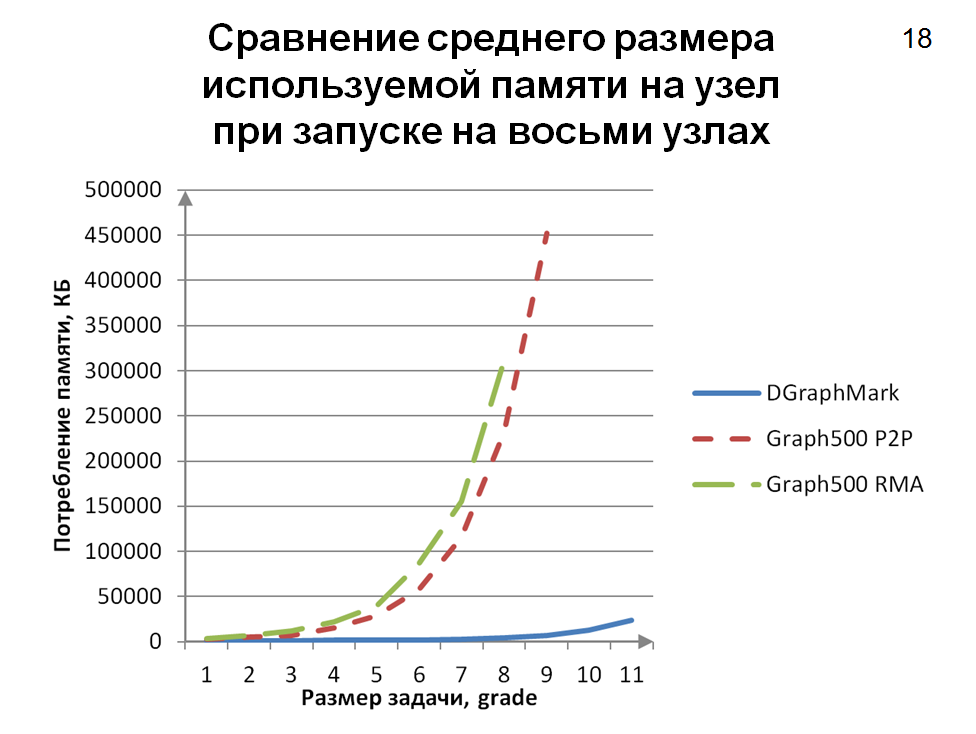 Сравнение среднего размера
используемой памяти на узел
при запуске на восьми узлах
18
500000
450000
400000
350000
300000
250000
200000
150000
100000
50000
0
Потребление памяти, КБ
1 2 3 4 5 6 7 8 9 10 11
Размер задачи, grade
DGraphMark
Graph500 P2P
Graph500 RMA